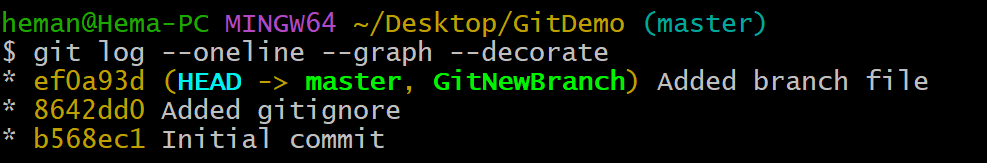 heman@Hema-PC MINGW64 ~/Desktop/GitDemo (master)
$ git log --oneline --graph --decorate
* ef0a93d (HEAD -> master, GitNewBranch) Added branch file
* 8642dd0 Added gitignore
* b568ec1 Initial commit